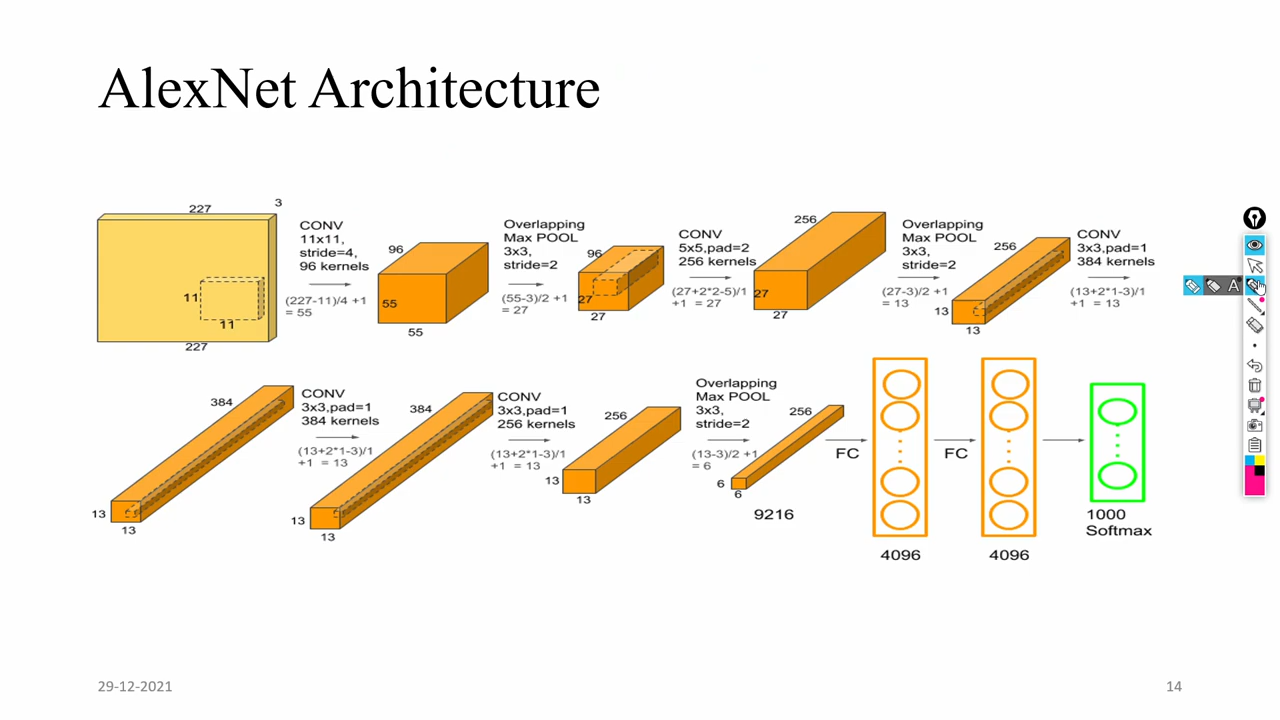 AlexNet Architecture
227
3
11
11
227
CONV
11x11,
stride=4,
96 kernels
(227-11)/4 +1
= 55
96
55
55
Overlapping
Max POOL
3x3,
stride=2
(55-3)/2 +1
= 27
96
27
27
CONV
5x5,pad=2
256 kernels
(27+2*2-5)/1
+1 = 27
256
27
27
Overlapping
Max POOL
3x3,
stride=2
(27-3)/2 +1
= 13
256
13
13
CONV
3x3,pad=1
384 kernels
(13+2*1-3)/1
+1 = 13
A
384
13
13
CONV
3x3,pad=1
384 kernels
(13+2*1-3)/1
+1 = 13
384
13
13
CONV
3x3,pad=1
256 kernels
(13+2*1-3)/1
+1 = 13
256
13
13
Overlapping
Max POOL
3x3,
stride=2
(13-3)/2 +1
= 6
256
6
6
9216
FC
4096
FC
4096
1000
Softmax
29-12-2021
14